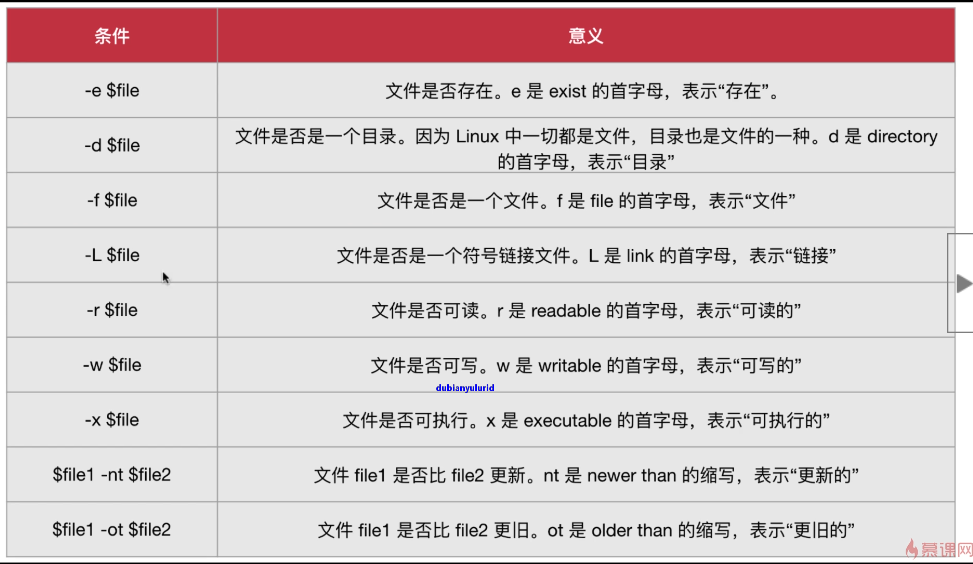 条件 意义
-e $file 文件是否存在。e 是 exist 的首字母，表示“存在”。
-d $file 文件是否是一个目录。因为 Linux 中一切都是文件，目录也是文件的一种。d 是 directory
的首字母，表示“目录”
-f $file 文件是否是一个文件。f 是 file 的首字母，表示“文件”
-L $file 文件是否是一个符号链接文件。L 是 link 的首字母，表示“链接”
-r $file 文件是否可读。r 是 readable 的首字母，表示“可读的”
-w $file 文件是否可写。w 是 writable 的首字母，表示“可写的”
dubianyulurid
-x $file 文件是否可执行。x 是 executable 的首字母，表示“可执行的”
$file1 -nt $file2 文件 file1 是否比 file2 更新。nt 是 newer than 的缩写，表示“更新的”
$file1 -ot $file2 文件 file1 是否比 file2 更旧。ot 是 older than 的缩写，表示“更旧的”
慕课网